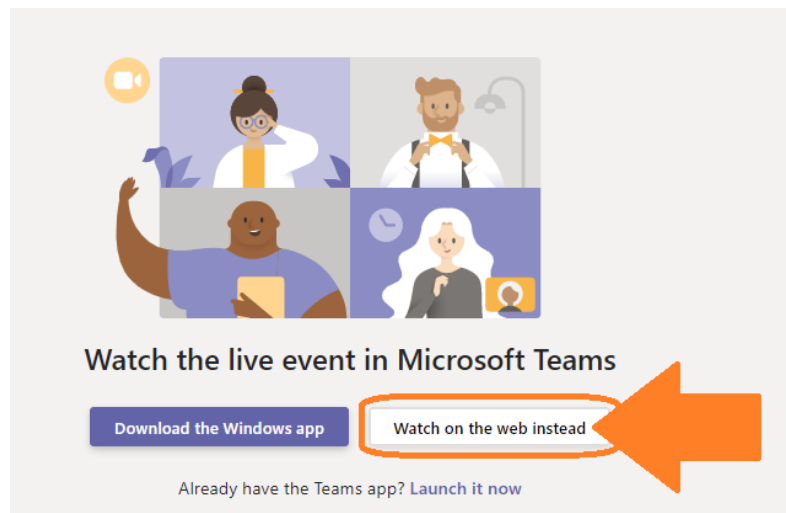 Watch the live event in Microsoft Teams
Download the Windows app
Watch on the web instead
Already have the Teams app? Launch it now